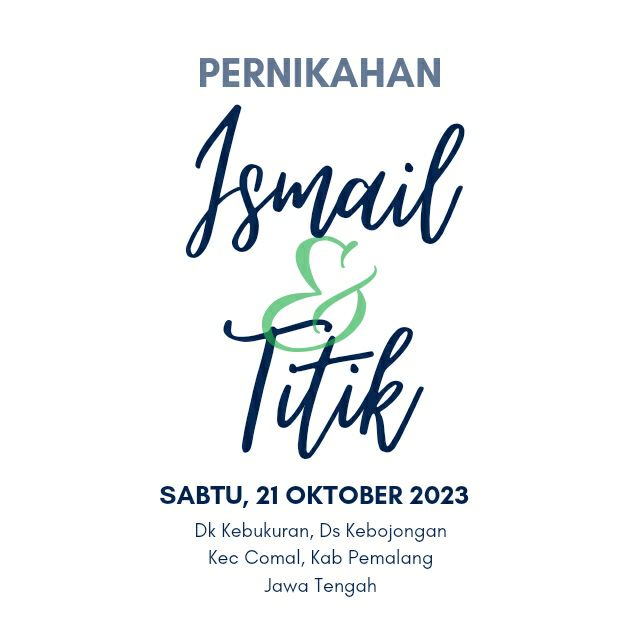 PERNIKAHAN
Ismail
&
Titik
SABTU, 21 OKTOBER 2023
Dk Kebukuran, Ds Kebojongan
Kec Comal, Kab Pemalang
Jawa Tengah